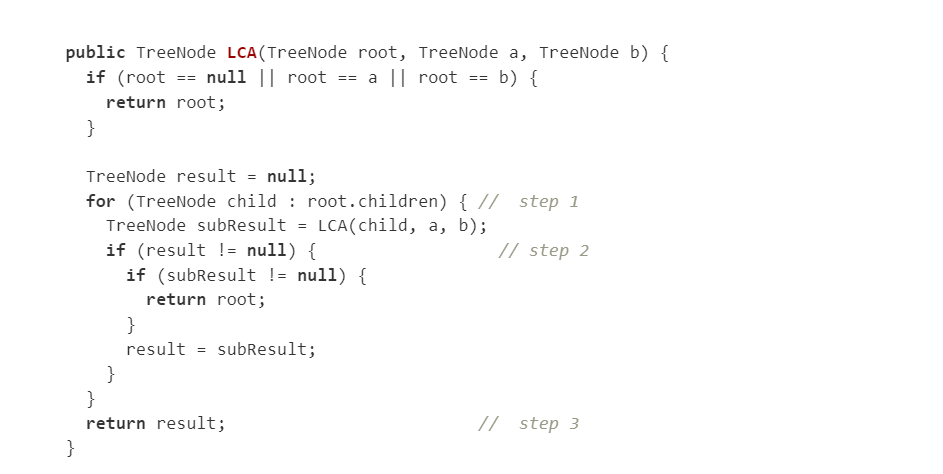 public TreeNode LCA(TreeNode root, TreeNode a, TreeNode b) {
  if (root == null || root == a || root == b) {
    return root;
  }

  TreeNode result = null;
  for (TreeNode child : root.children) { //  step 1
    TreeNode subResult = LCA(child, a, b);
    if (result != null) {                  // step 2
      if (subResult != null) {
        return root;
      }
      result = subResult;
    }
  }
  return result;                         //  step 3
}